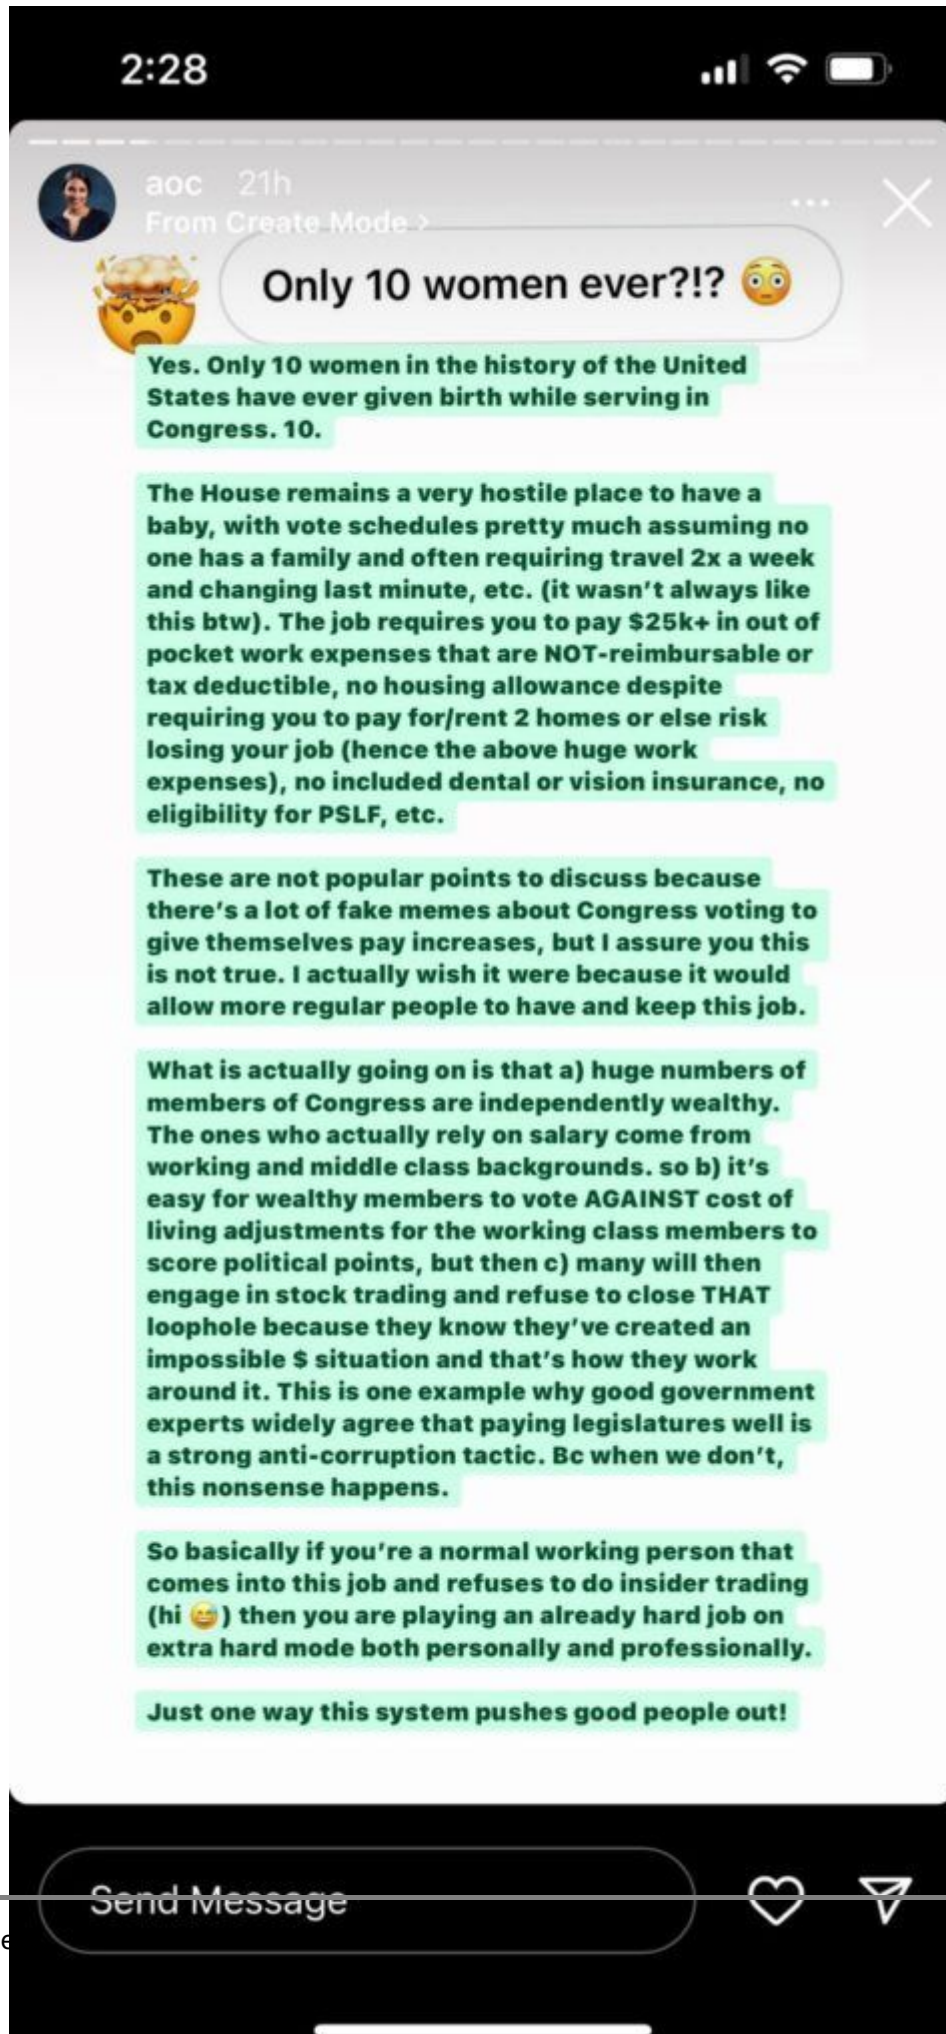 2:28
aoc 21h
From Create Mode >
Only 10 women ever?!? 😳
Yes. Only 10 women in the history of the United
States have ever given birth while serving in
Congress. 10.
The House remains a very hostile place to have a
baby, with vote schedules pretty much assuming no
one has a family and often requiring travel 2x a week
and changing last minute, etc. (it wasn't always like
this btw). The job requires you to pay $25k+ in out of
pocket work expenses that are NOT-reimbursable or
tax deductible, no housing allowance despite
requiring you to pay for/rent 2 homes or else risk
losing your job (hence the above huge work
expenses), no included dental or vision insurance, no
eligibility for PSLF, etc.
These are not popular points to discuss because
there's a lot of fake memes about Congress voting to
give themselves pay increases, but I assure you this
is not true. I actually wish it were because it would
allow more regular people to have and keep this job.
What is actually going on is that a) huge numbers of
members of Congress are independently wealthy.
The ones who actually rely on salary come from
working and middle class backgrounds. so b) it's
easy for wealthy members to vote AGAINST cost of
living adjustments for the working class members to
score political points, but then c) many will then
engage in stock trading and refuse to close THAT
loophole because they know they've created an
impossible $ situation and that's how they work
around it. This is one example why good government
experts widely agree that paying legislatures well is
a strong anti-corruption tactic. Bc when we don't,
this nonsense happens.
So basically if you're a normal working person that
comes into this job and refuses to do insider trading
(hi 😅) then you are playing an already hard job on
extra hard mode both personally and professionally.
Just one way this system pushes good people out!
Send Message